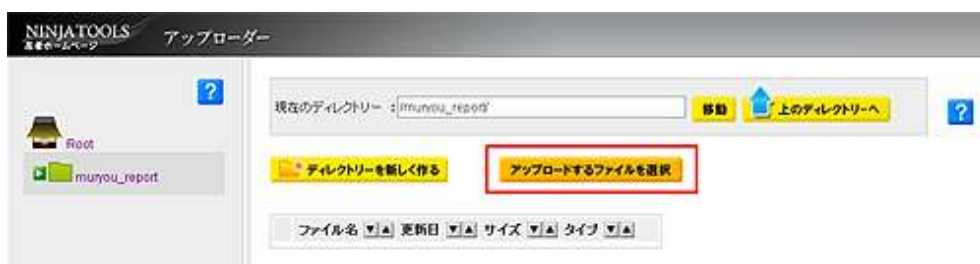 NINJATOOLS アップローダー
忍者ホームページ
?
現在のディレクトリー : /muryou_report/ 移動 上のディレクトリーへ ?
Root
muryou_report
ディレクトリーを新しく作る アップロードするファイルを選択
ファイル名 ▼▲ 更新日 ▼▲ サイズ ▼▲ タイプ ▼▲